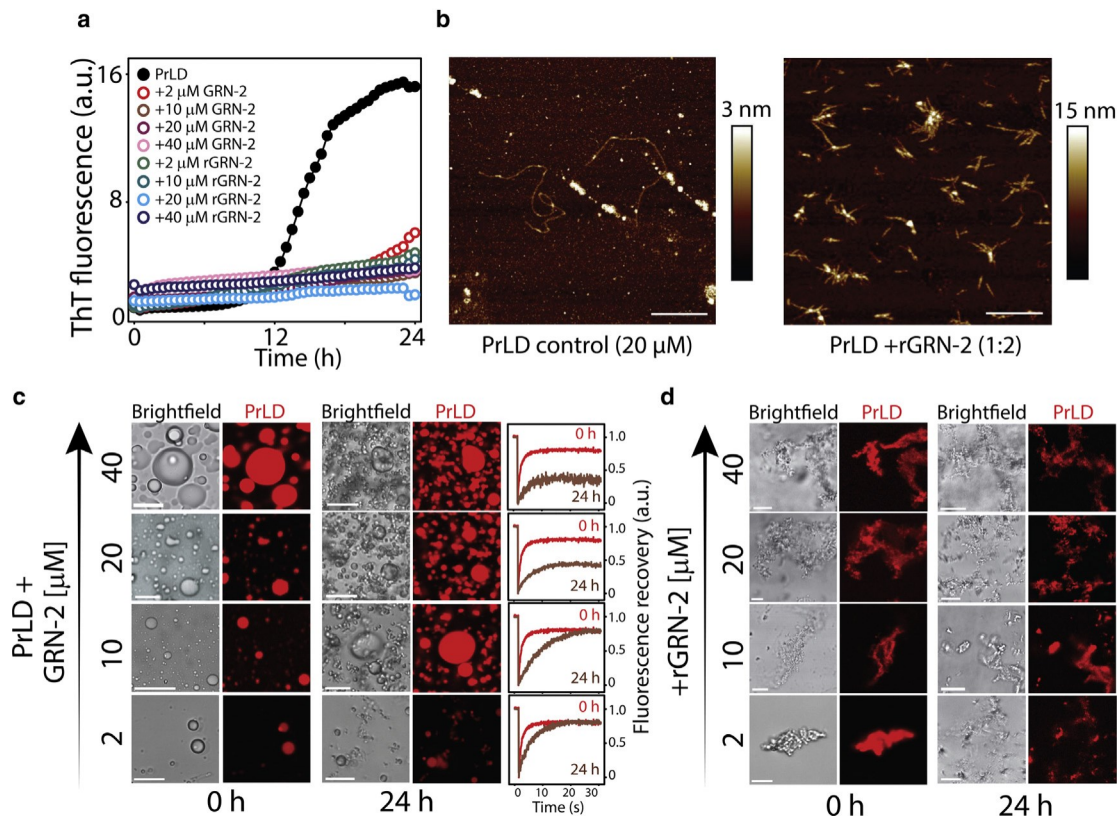 a
ThT fluorescence (a.u.)
16
8
0
PrLD
+2 μM GRN-2
+10 μM GRN-2
+20 μM GRN-2
+40 μM GRN-2
+2 μM rGRN-2
+10 μM rGRN-2
+20 μM rGRN-2
+40 μM rGRN-2
0 12 24
Time (h)
b
3 nm
15 nm
PrLD control (20 μM)
PrLD +rGRN-2 (1:2)
c
Brightfield PrLD Brightfield PrLD
PrLD +
GRN-2 [μM]
40
20
10
2
0 h
24 h
1.0
0.5
0
0 h
24 h
1.0
0.5
0
0 h
24 h
1.0
0.5
0
0 h
24 h
1.0
0.5
0
0 10 20 30
Time (s)
Fluorescence recovery (a.u.)
0 h 24 h
d
Brightfield PrLD Brightfield PrLD
+rGRN-2 [μM]
40
20
10
2
0 h 24 h